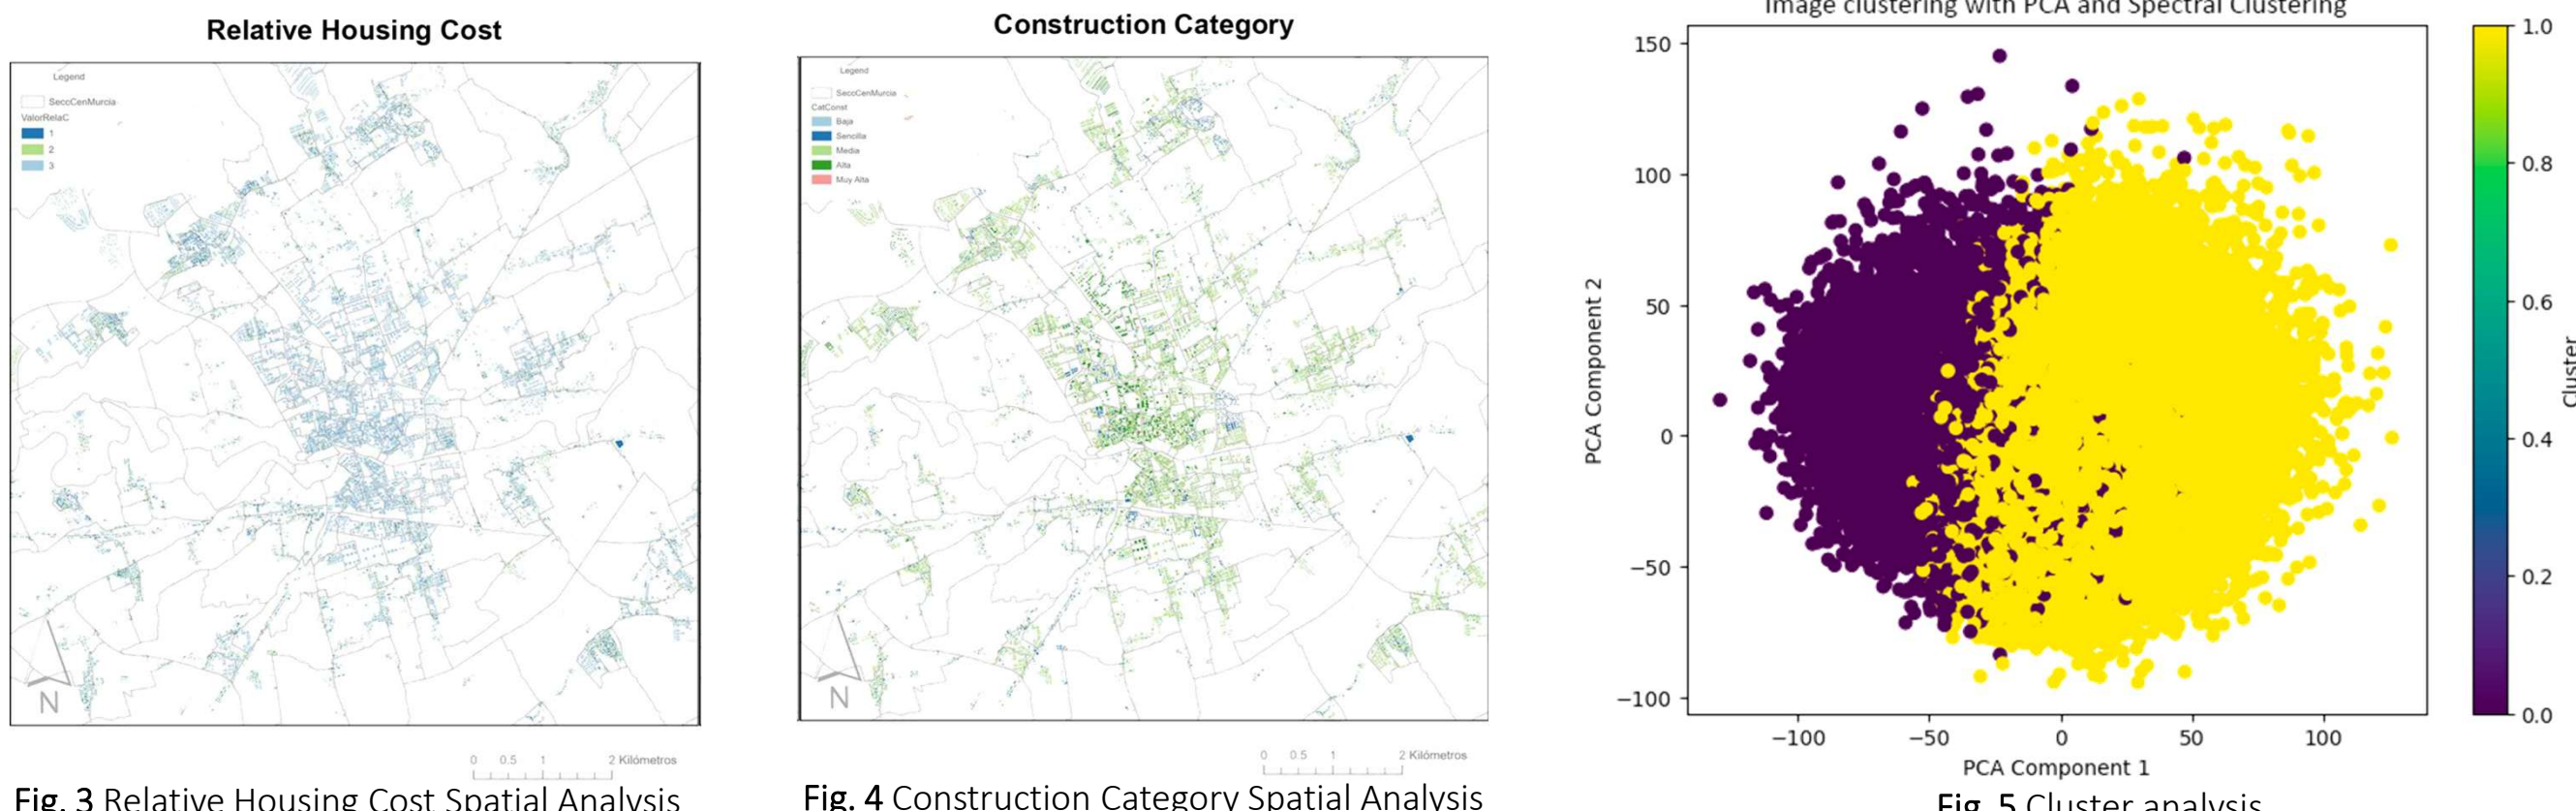 Relative Housing Cost
Legend
SeccCenMurcia
ValorRelaC
1
2
3
N
0 0.5 1 2 Kilómetros
Fig. 3 Relative Housing Cost Spatial Analysis
Construction Category
Legend
SeccCenMurcia
CatConst
Baja
Sencilla
Media
Alta
Muy Alta
N
0 0.5 1 2 Kilómetros
Fig. 4 Construction Category Spatial Analysis
Image clustering with PCA and Spectral Clustering
150
100
50
0
−50
−100
PCA Component 2
−100 −50 0 50 100
PCA Component 1
1.0
0.8
0.6
0.4
0.2
0.0
Cluster
Fig. 5 Cluster analysis